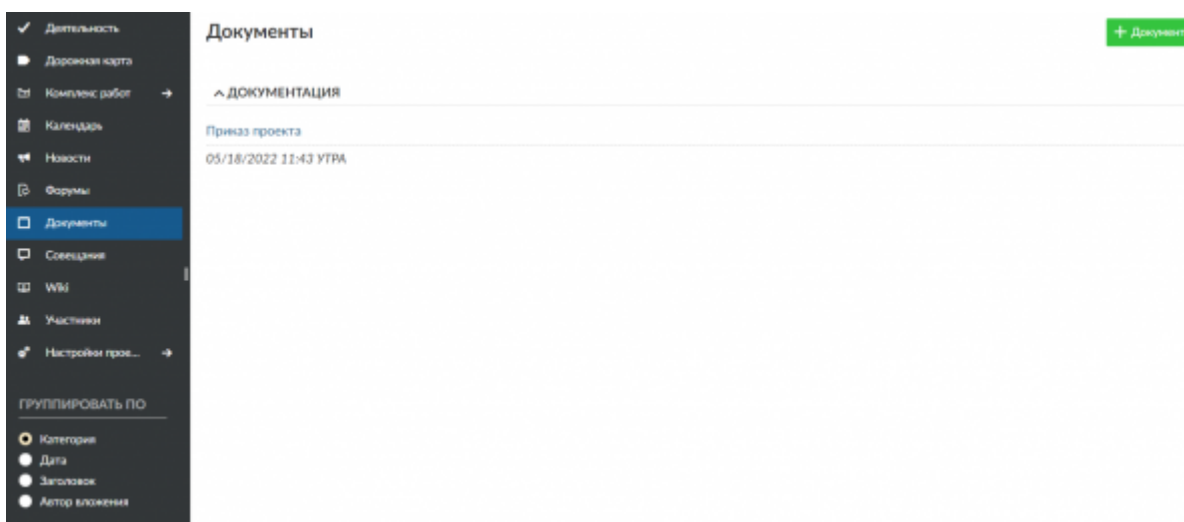 Деятельность
Дорожная карта
Комплекс работ
Календарь
Новости
Форумы
Документы
Совещания
Wiki
Участники
Настройки прое...
ГРУППИРОВАТЬ ПО
Категория
Дата
Заголовок
Автор вложения
Документы
+ Документ
ДОКУМЕНТАЦИЯ
Приказ проекта
05/18/2022 11:43 УТРА